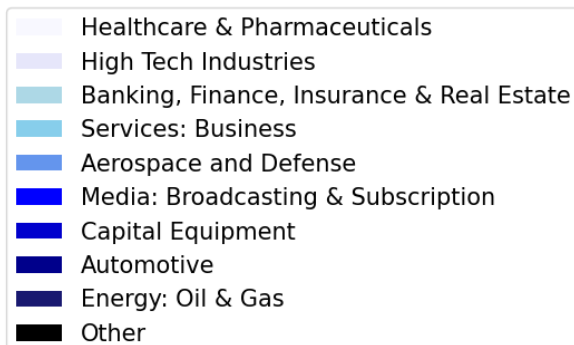 Healthcare & Pharmaceuticals
High Tech Industries
Banking, Finance, Insurance & Real Estate
Services: Business
Aerospace and Defense
Media: Broadcasting & Subscription
Capital Equipment
Automotive
Energy: Oil & Gas
Other